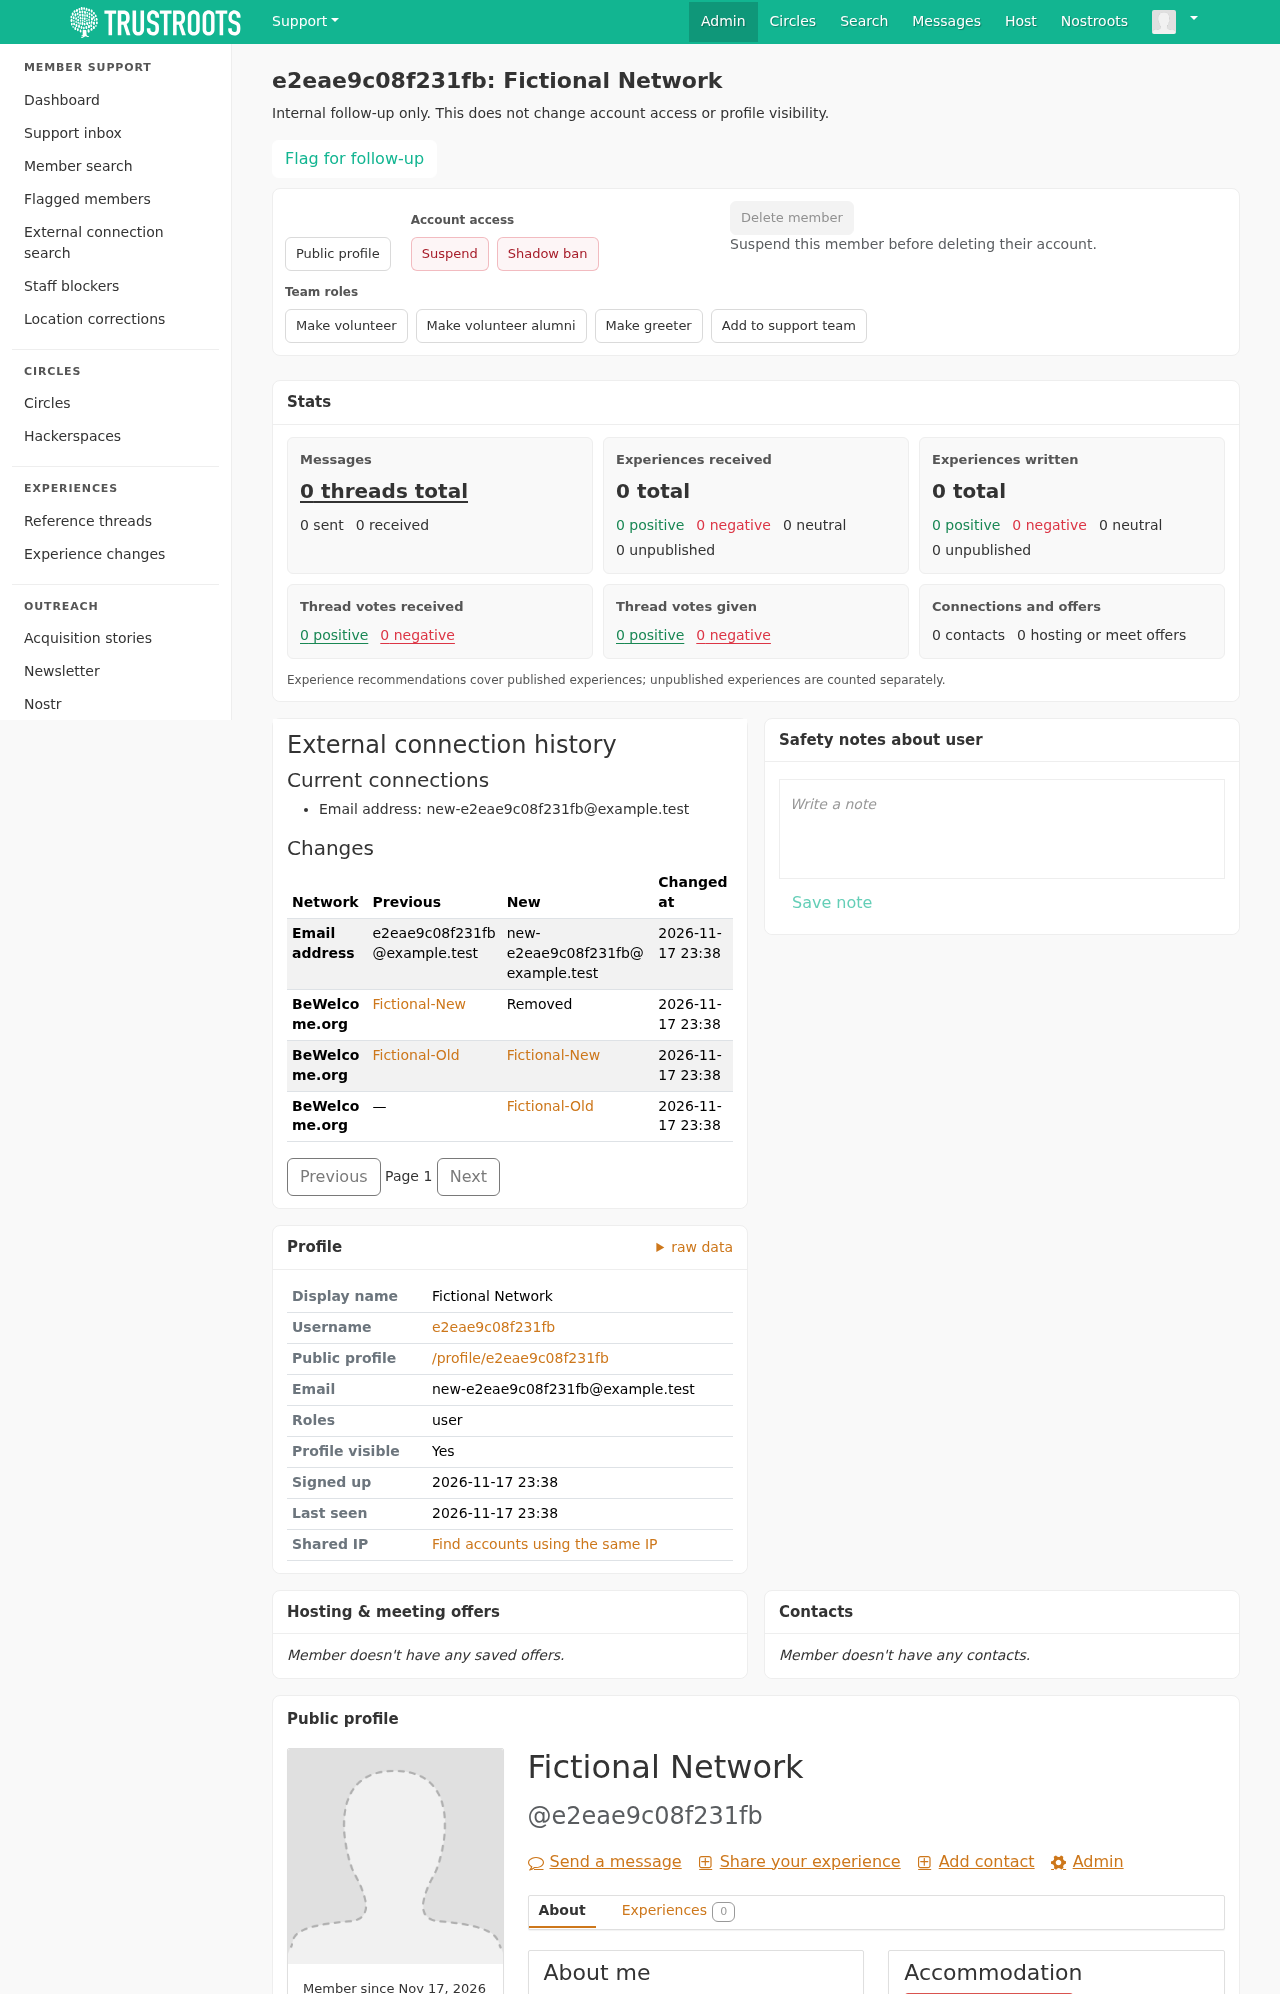 TRUSTROOTS
Support
Admin
Circles
Search
Messages
Host
Nostroots
MEMBER SUPPORT
Dashboard
Support inbox
Member search
Flagged members
External connection
search
Staff blockers
Location corrections
CIRCLES
Circles
Hackerspaces
EXPERIENCES
Reference threads
Experience changes
OUTREACH
Acquisition stories
Newsletter
Nostr
e2eae9c08f231fb: Fictional Network
Internal follow-up only. This does not change account access or profile visibility.
Flag for follow-up
Public profile
Account access
Suspend
Shadow ban
Delete member
Suspend this member before deleting their account.
Team roles
Make volunteer
Make volunteer alumni
Make greeter
Add to support team
Stats
Messages
0 threads total
0 sent 0 received
Experiences received
0 total
0 positive 0 negative 0 neutral
0 unpublished
Experiences written
0 total
0 positive 0 negative 0 neutral
0 unpublished
Thread votes received
0 positive 0 negative
Thread votes given
0 positive 0 negative
Connections and offers
0 contacts 0 hosting or meet offers
Experience recommendations cover published experiences; unpublished experiences are counted separately.
External connection history
Current connections
• Email address: new-e2eae9c08f231fb@example.test
Changes
Network Previous New Changed
at
Email
address
e2eae9c08f231fb
@example.test
new-
e2eae9c08f231fb@
example.test
2026-11-
17 23:38
BeWelco
me.org
Fictional-New
Removed
2026-11-
17 23:38
BeWelco
me.org
Fictional-Old
Fictional-New
2026-11-
17 23:38
BeWelco
me.org
—
Fictional-Old
2026-11-
17 23:38
Previous Page 1 Next
Safety notes about user
Write a note
Save note
Profile
raw data
Display name Fictional Network
Username e2eae9c08f231fb
Public profile /profile/e2eae9c08f231fb
Email new-e2eae9c08f231fb@example.test
Roles user
Profile visible Yes
Signed up 2026-11-17 23:38
Last seen 2026-11-17 23:38
Shared IP Find accounts using the same IP
Hosting & meeting offers
Member doesn't have any saved offers.
Contacts
Member doesn't have any contacts.
Public profile
Member since Nov 17, 2026
Fictional Network
@e2eae9c08f231fb
Send a message
Share your experience
Add contact
Admin
About
Experiences 0
About me
Accommodation